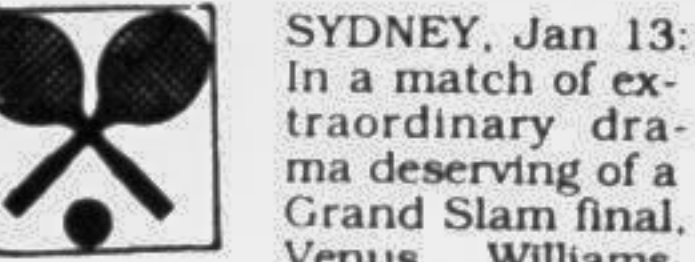 SYDNEY, Jan 13:
In a match of ex-
traordinary dra-
ma deserving of a
Grand Slam final,
Venus Williams,